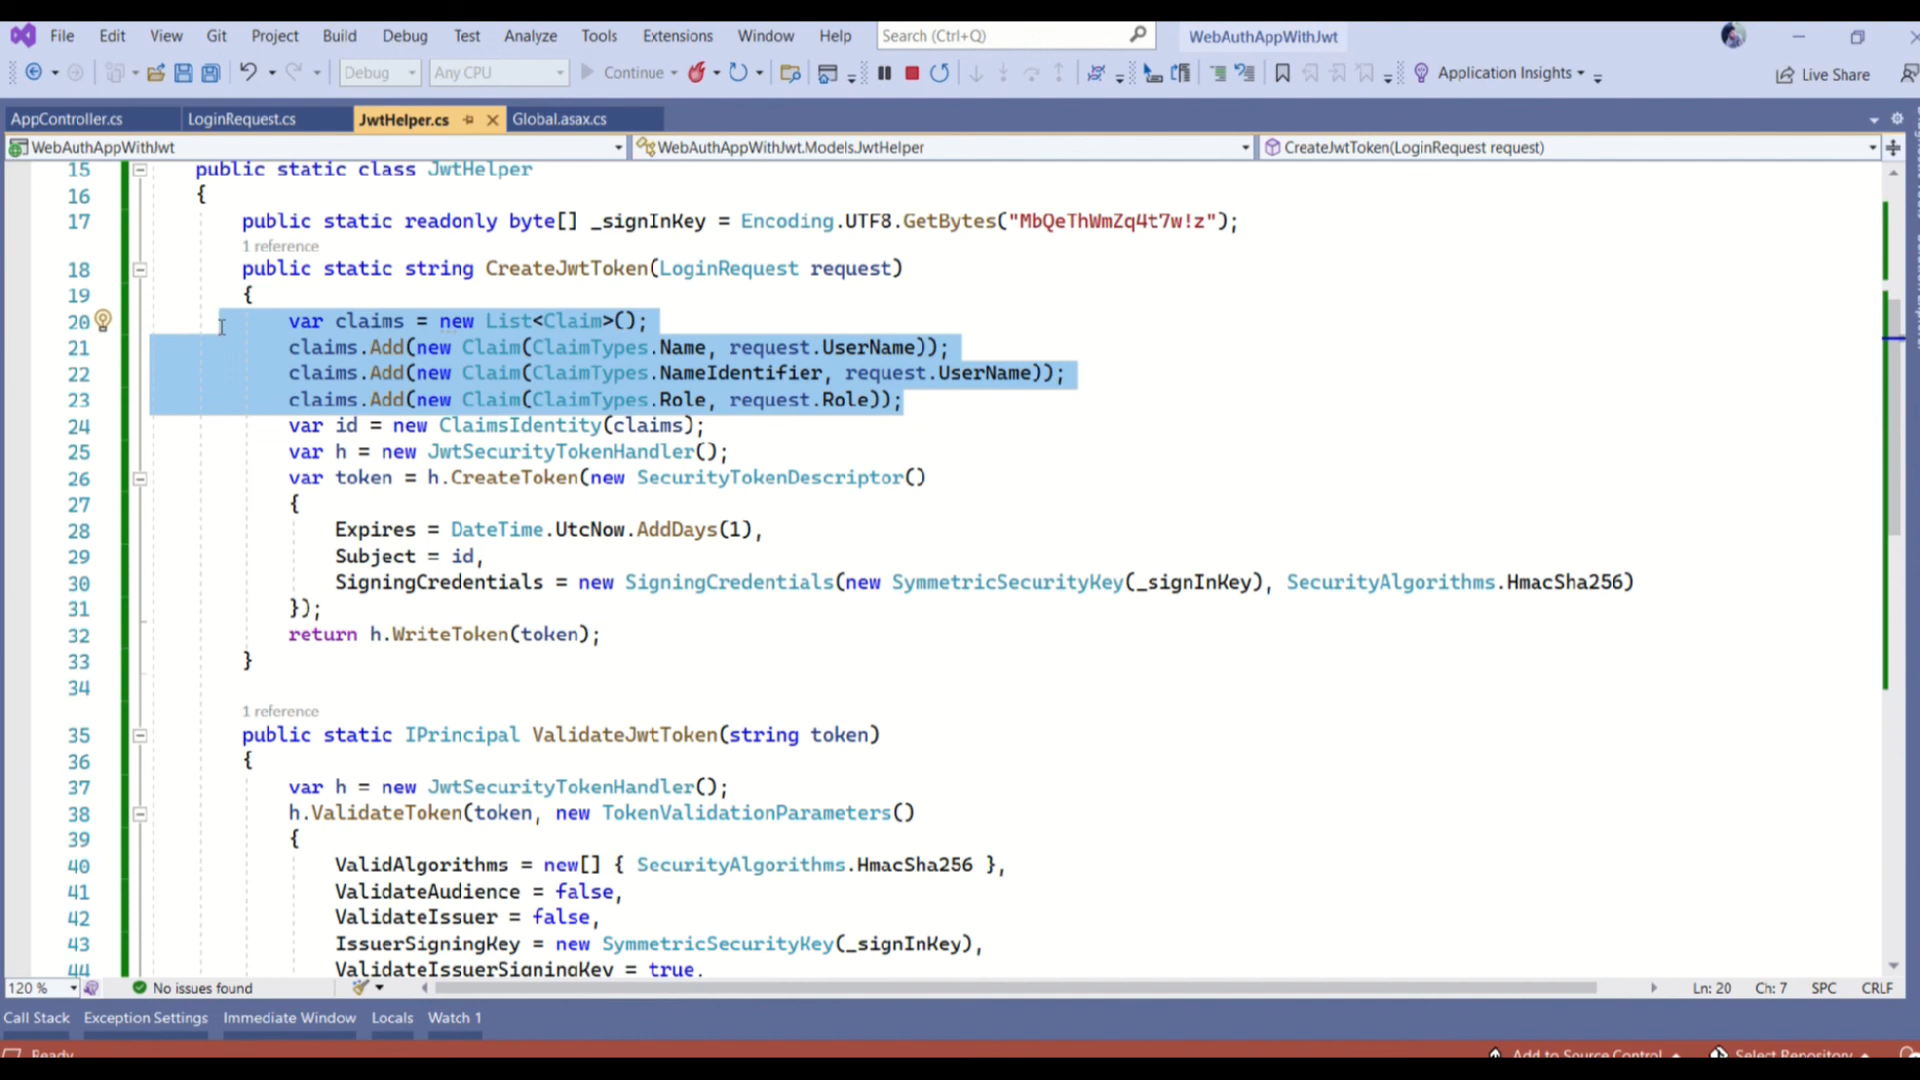 File Edit View Git Project Build Debug Test Analyze Tools Extensions Window Help Search (Ctrl+Q) WebAuthAppWithJwt
Debug Any CPU Continue Application Insights Live Share
AppController.cs LoginRequest.cs JwtHelper.cs Global.asax.cs
WebAuthAppWithJwt WebAuthAppWithJwt.Models.JwtHelper CreateJwtToken(LoginRequest request)
15 public static class JwtHelper
16 {
17 public static readonly byte[] _signInKey = Encoding.UTF8.GetBytes("MbQeThWmZq4t7w!z");
1 reference
18 public static string CreateJwtToken(LoginRequest request)
19 {
20 var claims = new List<Claim>();
21 claims.Add(new Claim(ClaimTypes.Name, request.UserName));
22 claims.Add(new Claim(ClaimTypes.NameIdentifier, request.UserName));
23 claims.Add(new Claim(ClaimTypes.Role, request.Role));
24 var id = new ClaimsIdentity(claims);
25 var h = new JwtSecurityTokenHandler();
26 var token = h.CreateToken(new SecurityTokenDescriptor()
27 {
28 Expires = DateTime.UtcNow.AddDays(1),
29 Subject = id,
30 SigningCredentials = new SigningCredentials(new SymmetricSecurityKey(_signInKey), SecurityAlgorithms.HmacSha256)
31 });
32 return h.WriteToken(token);
33 }
34
1 reference
35 public static IPrincipal ValidateJwtToken(string token)
36 {
37 var h = new JwtSecurityTokenHandler();
38 h.ValidateToken(token, new TokenValidationParameters()
39 {
40 ValidAlgorithms = new[] { SecurityAlgorithms.HmacSha256 },
41 ValidateAudience = false,
42 ValidateIssuer = false,
43 IssuerSigningKey = new SymmetricSecurityKey(_signInKey),
44 ValidateIssuerSigningKey = true,
120 % No issues found Ln: 20 Ch: 7 SPC CRLF
Call Stack Exception Settings Immediate Window Locals Watch 1
Ready Add to Source Control Select Repository